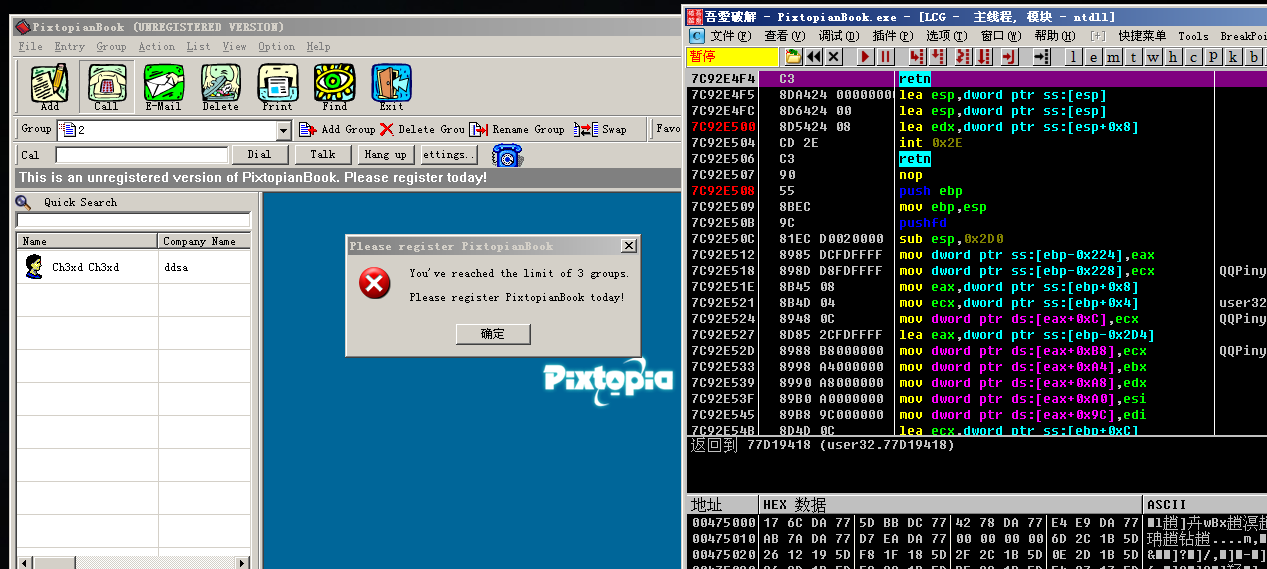 PixtopianBook (UNREGISTERED VERSION)
File Entry Group Action List View Option Help
Add Call E-Mail Delete Print Find Exit
Group 2 Add Group Delete Grou Rename Group Swap Favo
Cal Dial Talk Hang up ettings..
This is an unregistered version of PixtopianBook. Please register today!
Quick Search
Name Company Name
Ch3xd Ch3xd ddsa
Please register PixtopianBook
You've reached the limit of 3 groups.
Please register PixtopianBook today!
确定
Pixtopia
吾爱破解 - PixtopianBook.exe - [LCG - 主线程, 模块 - ntdll]
文件(F) 查看(V) 调试(D) 插件(P) 选项(T) 窗口(W) 帮助(H) [+] 快捷菜单 Tools BreakPoi
暂停 l e m t w h c p k b
7C92E4F4 C3 retn
7C92E4F5 8DA424 00000000 lea esp,dword ptr ss:[esp]
7C92E4FC 8D6424 00 lea esp,dword ptr ss:[esp]
7C92E500 8D5424 08 lea edx,dword ptr ss:[esp+0x8]
7C92E504 CD 2E int 0x2E
7C92E506 C3 retn
7C92E507 90 nop
7C92E508 55 push ebp
7C92E509 8BEC mov ebp,esp
7C92E50B 9C pushfd
7C92E50C 81EC D0020000 sub esp,0x2D0
7C92E512 8985 DCFDFFFF mov dword ptr ss:[ebp-0x224],eax
7C92E518 898D D8FDFFFF mov dword ptr ss:[ebp-0x228],ecx QQPiny
7C92E51E 8B45 08 mov eax,dword ptr ss:[ebp+0x8]
7C92E521 8B4D 04 mov ecx,dword ptr ss:[ebp+0x4] user32
7C92E524 8948 0C mov dword ptr ds:[eax+0xC],ecx QQPiny
7C92E527 8D85 2CFDFFFF lea eax,dword ptr ss:[ebp-0x2D4]
7C92E52D 8988 B8000000 mov dword ptr ds:[eax+0xB8],ecx QQPiny
7C92E533 8998 A4000000 mov dword ptr ds:[eax+0xA4],ebx
7C92E539 8990 A8000000 mov dword ptr ds:[eax+0xA8],edx
7C92E53F 89B0 A0000000 mov dword ptr ds:[eax+0xA0],esi
7C92E545 89B8 9C000000 mov dword ptr ds:[eax+0x9C],edi
7C92E54B 8D4D 0C lea ecx,dword ptr ss:[ebp+0xC]
返回到 77D19418 (user32.77D19418)
地址 HEX 数据 ASCII
00475000 17 6C DA 77 5D BB DC 77 42 78 DA 77 E4 E9 DA 77
00475010 AB 7A DA 77 D7 EA DA 77 00 00 00 00 6D 2C 1B 5D
00475020 26 12 19 5D F8 1F 18 5D 2F 2C 1B 5D 0E 2D 1B 5D